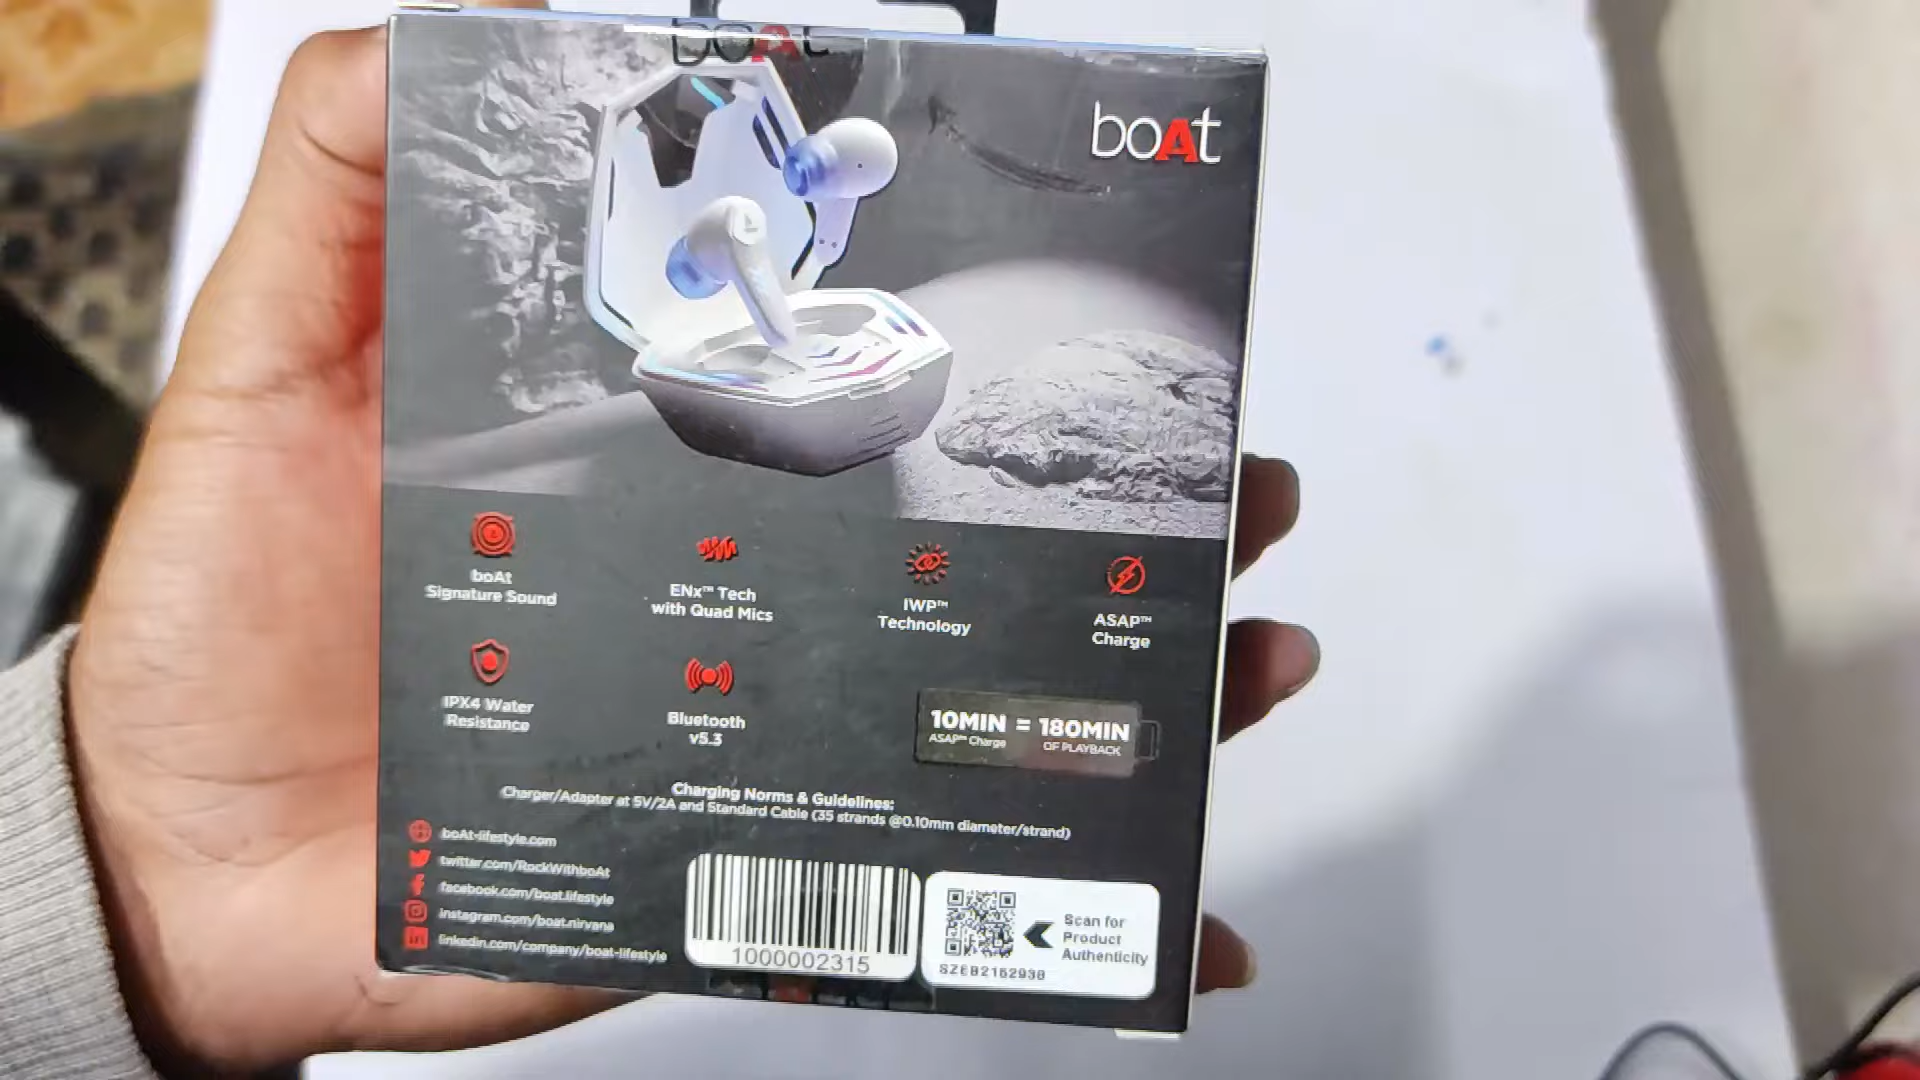 boAt
boAt
boAt
Signature Sound
ENx™ Tech
with Quad Mics
IWP™
Technology
ASAP™
Charge
IPX4 Water
Resistance
Bluetooth
v5.3
10MIN = 180MIN
ASAP™ Charge OF PLAYBACK
Charging Norms & Guidelines:
Charger/Adapter at 5V/2A and Standard Cable (35 strands @0.10mm diameter/strand)
boAt-lifestyle.com
twitter.com/RockWithboAt
facebook.com/boat.lifestyle
instagram.com/boat.nirvana
linkedin.com/company/boat-lifestyle
1000002315
Scan for
Product
Authenticity
SZEB2152938